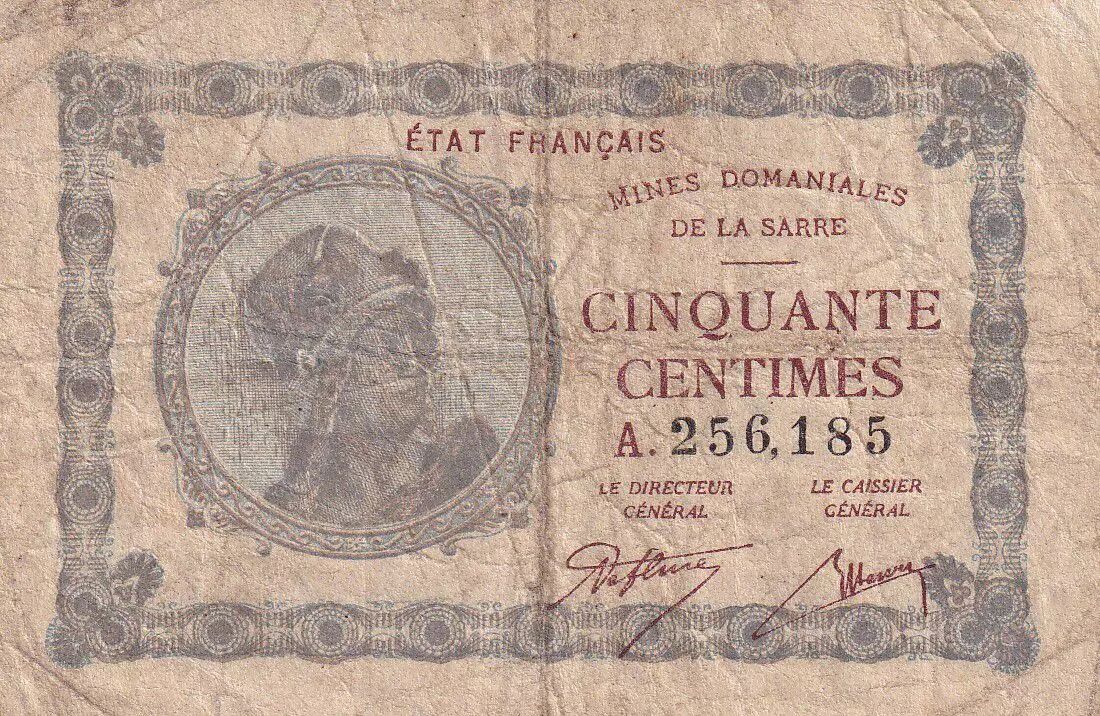 ÉTAT FRANÇAIS
MINES DOMANIALES
DE LA SARRE
CINQUANTE
CENTIMES
A. 256,185
LE DIRECTEUR
GÉNÉRAL
LE CAISSIER
GÉNÉRAL